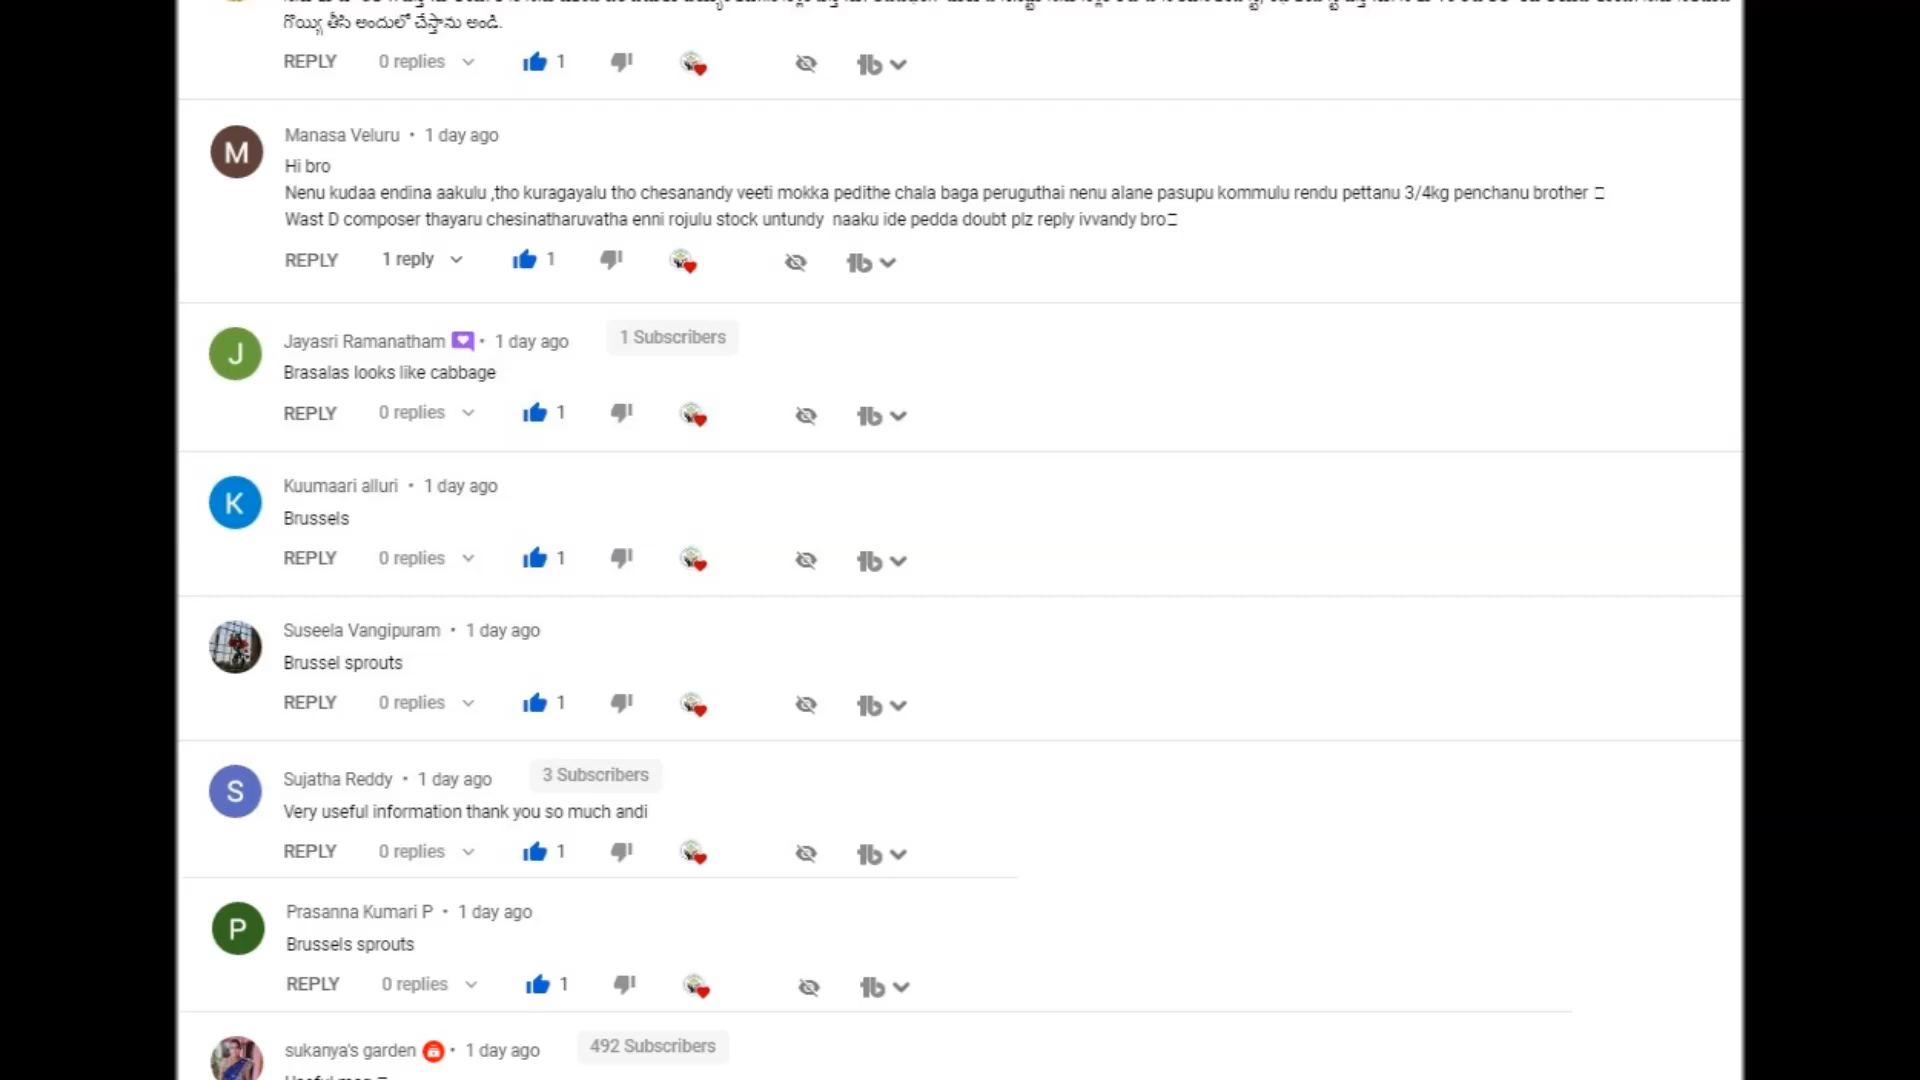 గొయ్యి తీసి అందులో చేస్తాను అండి.
REPLY 0 replies 1
M Manasa Veluru • 1 day ago
Hi bro
Nenu kudaa endina aakulu ,tho kuragayalu tho chesanandy veeti mokka pedithe chala baga peruguthai nenu alane pasupu kommulu rendu pettanu 3/4kg penchanu brother
Wast D composer thayaru chesinatharuvatha enni rojulu stock untundy naaku ide pedda doubt plz reply ivvandy bro
REPLY 1 reply 1
J Jayasri Ramanatham • 1 day ago 1 Subscribers
Brasalas looks like cabbage
REPLY 0 replies 1
K Kuumaari alluri • 1 day ago
Brussels
REPLY 0 replies 1
Suseela Vangipuram • 1 day ago
Brussel sprouts
REPLY 0 replies 1
S Sujatha Reddy • 1 day ago 3 Subscribers
Very useful information thank you so much andi
REPLY 0 replies 1
P Prasanna Kumari P • 1 day ago
Brussels sprouts
REPLY 0 replies 1
sukanya's garden • 1 day ago 492 Subscribers